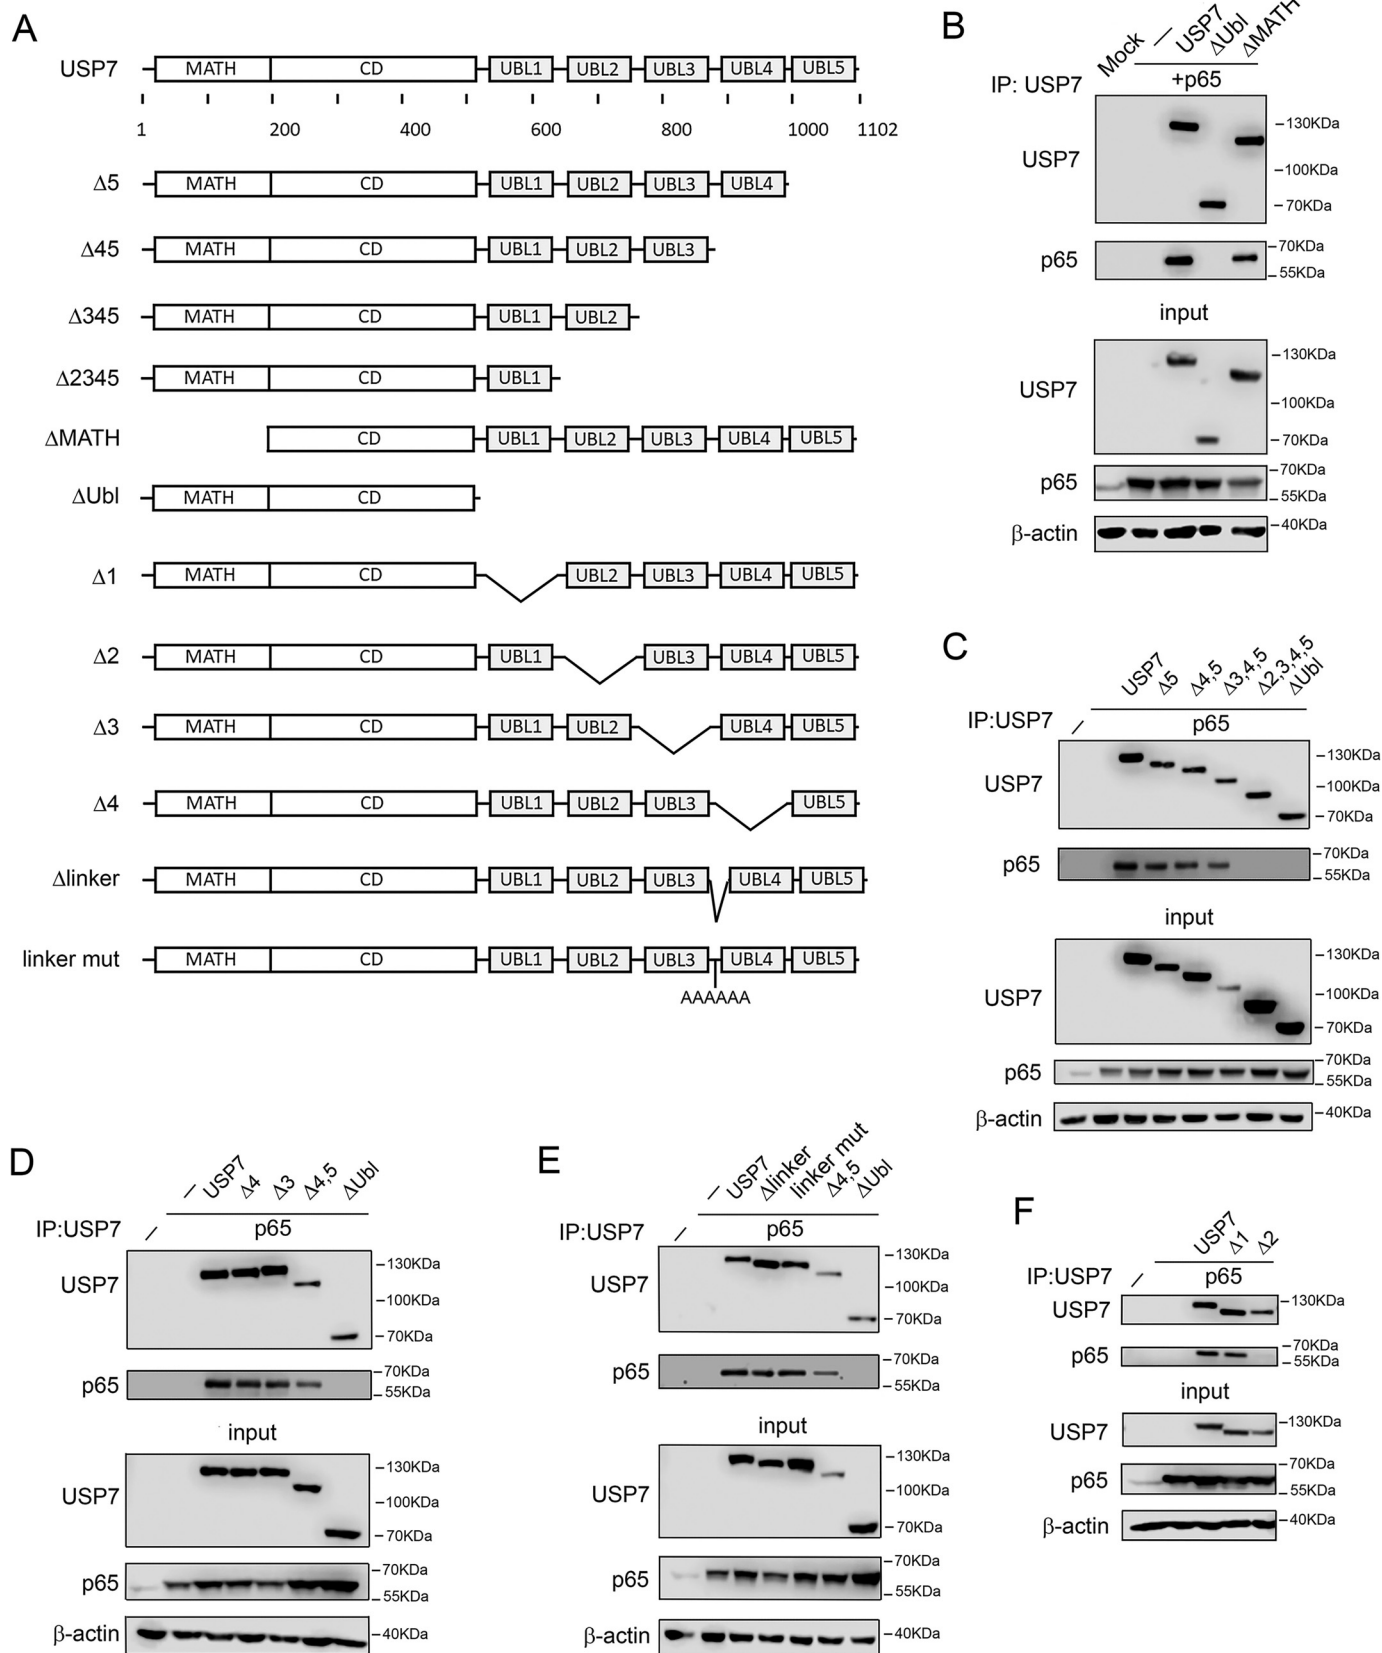 A
USP7 MATH CD UBL1 UBL2 UBL3 UBL4 UBL5
1 200 400 600 800 1000 1102
Δ5 MATH CD UBL1 UBL2 UBL3 UBL4
Δ45 MATH CD UBL1 UBL2 UBL3
Δ345 MATH CD UBL1 UBL2
Δ2345 MATH CD UBL1
ΔMATH CD UBL1 UBL2 UBL3 UBL4 UBL5
ΔUbl MATH CD
Δ1 MATH CD UBL2 UBL3 UBL4 UBL5
Δ2 MATH CD UBL1 UBL3 UBL4 UBL5
Δ3 MATH CD UBL1 UBL2 UBL4 UBL5
Δ4 MATH CD UBL1 UBL2 UBL3 UBL5
Δlinker MATH CD UBL1 UBL2 UBL3 UBL4 UBL5
linker mut MATH CD UBL1 UBL2 UBL3 UBL4 UBL5
AAAAAA
B
Mock – USP7 ΔUbl ΔMATH
IP: USP7 +p65
USP7 –130KDa
–100KDa
–70KDa
p65 –70KDa
–55KDa
input
USP7 –130KDa
–100KDa
–70KDa
p65 –70KDa
–55KDa
β-actin –40KDa
C
USP7 Δ5 Δ4,5 Δ3,4,5 Δ2,3,4,5 ΔUbl
IP:USP7 – p65
USP7 –130KDa
–100KDa
–70KDa
p65 –70KDa
–55KDa
input
USP7 –130KDa
–100KDa
–70KDa
p65 –70KDa
–55KDa
β-actin –40KDa
D
– USP7 Δ4 Δ3 Δ4,5 ΔUbl
IP:USP7 – p65
USP7 –130KDa
–100KDa
–70KDa
p65 –70KDa
–55KDa
input
USP7 –130KDa
–100KDa
–70KDa
p65 –70KDa
–55KDa
β-actin –40KDa
E
– USP7 Δlinker linker mut Δ4,5 ΔUbl
IP:USP7 – p65
USP7 –130KDa
–100KDa
–70KDa
p65 –70KDa
–55KDa
input
USP7 –130KDa
–100KDa
–70KDa
p65 –70KDa
–55KDa
β-actin –40KDa
F
USP7 Δ1 Δ2
IP:USP7 – p65
USP7 –130KDa
p65 –70KDa
–55KDa
input
USP7 –130KDa
p65 –70KDa
–55KDa
β-actin –40KDa